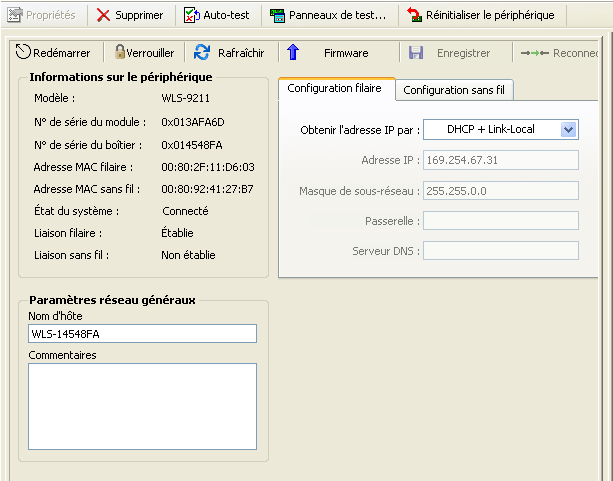 Propriétés Supprimer Auto-test Panneaux de test... Réinitialiser le périphérique
Redémarrer Verrouiller Rafraîchir Firmware Enregistrer Reconnec
Informations sur le périphérique
Modèle : WLS-9211
N° de série du module : 0x013AFA6D
N° de série du boîtier : 0x014548FA
Adresse MAC filaire : 00:80:2F:11:D6:03
Adresse MAC sans fil : 00:80:92:41:27:B7
État du système : Connecté
Liaison filaire : Établie
Liaison sans fil : Non établie
Configuration filaire Configuration sans fil
Obtenir l'adresse IP par : DHCP + Link-Local
Adresse IP : 169.254.67.31
Masque de sous-réseau : 255.255.0.0
Passerelle :
Serveur DNS :
Paramètres réseau généraux
Nom d'hôte
WLS-14548FA
Commentaires